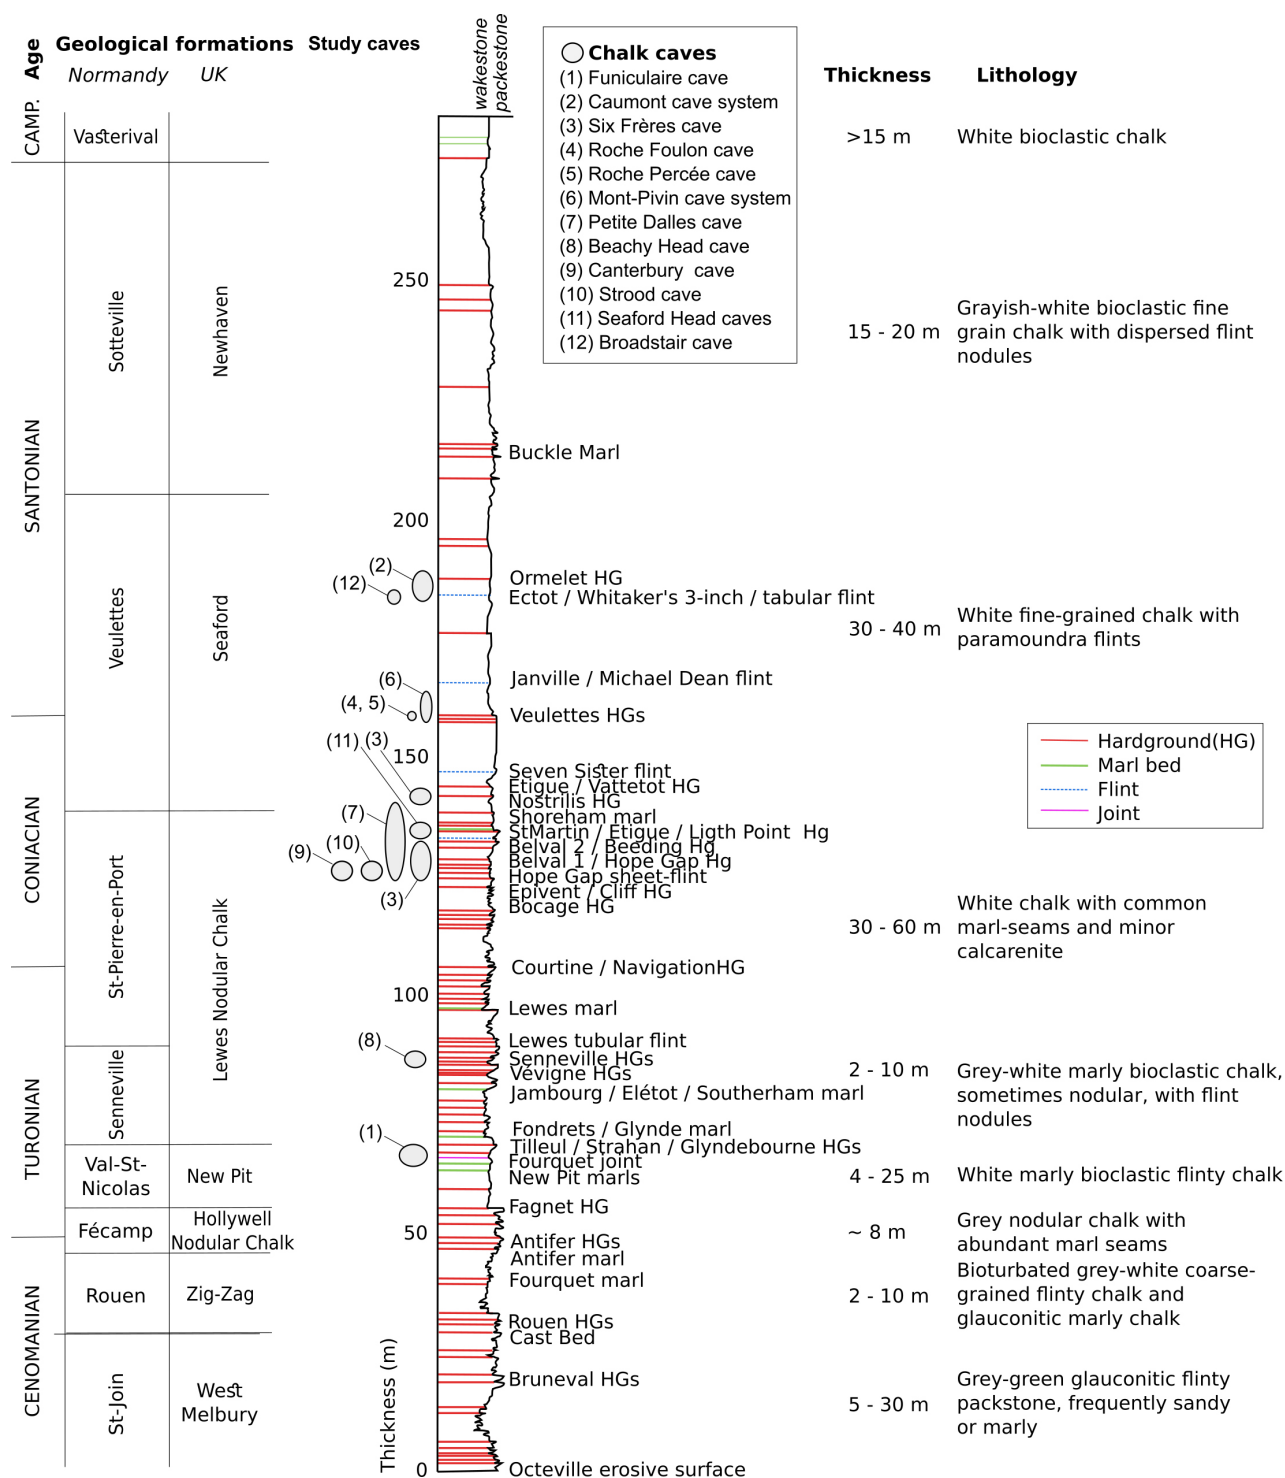 Age
Geological formations
Study caves
Normandy
UK
wakestone
packestone
Thickness
Lithology
Chalk caves
(1) Funiculaire cave
(2) Caumont cave system
(3) Six Frères cave
(4) Roche Foulon cave
(5) Roche Percée cave
(6) Mont-Pivin cave system
(7) Petite Dalles cave
(8) Beachy Head cave
(9) Canterbury cave
(10) Strood cave
(11) Seaford Head caves
(12) Broadstair cave
CAMP.
SANTONIAN
CONIACIAN
TURONIAN
CENOMANIAN
Vasterival
Sotteville
Veulettes
St-Pierre-en-Port
Senneville
Val-St-
Nicolas
Fécamp
Rouen
St-Join
Newhaven
Seaford
Lewes Nodular Chalk
New Pit
Hollywell
Nodular Chalk
Zig-Zag
West
Melbury
(2)
(12)
(6)
(4, 5)
(11)
(3)
(7)
(10)
(9)
(3)
(8)
(1)
250
200
150
100
50
0
Thickness (m)
Buckle Marl
Ormelet HG
Ectot / Whitaker's 3-inch / tabular flint
Janville / Michael Dean flint
Veulettes HGs
Seven Sister flint
Etigue / Vattetot HG
Nostrilis HG
Shoreham marl
StMartin / Etigue / Ligth Point Hg
Belval 2 / Beeding Hg
Belval 1 / Hope Gap Hg
Hope Gap sheet-flint
Epivent / Cliff HG
Bocage HG
Courtine / NavigationHG
Lewes marl
Lewes tubular flint
Senneville HGs
Vévigne HGs
Jambourg / Elétot / Southerham marl
Fondrets / Glynde marl
Tilleul / Strahan / Glyndebourne HGs
Fourquet joint
New Pit marls
Fagnet HG
Antifer HGs
Antifer marl
Fourquet marl
Rouen HGs
Cast Bed
Bruneval HGs
Octeville erosive surface
>15 m
White bioclastic chalk
15 - 20 m
Grayish-white bioclastic fine
grain chalk with dispersed flint
nodules
30 - 40 m
White fine-grained chalk with
paramoundra flints
Hardground(HG)
Marl bed
Flint
Joint
30 - 60 m
White chalk with common
marl-seams and minor
calcarenite
2 - 10 m
Grey-white marly bioclastic chalk,
sometimes nodular, with flint
nodules
4 - 25 m
White marly bioclastic flinty chalk
~ 8 m
Grey nodular chalk with
abundant marl seams
2 - 10 m
Bioturbated grey-white coarse-
grained flinty chalk and
glauconitic marly chalk
5 - 30 m
Grey-green glauconitic flinty
packstone, frequently sandy
or marly